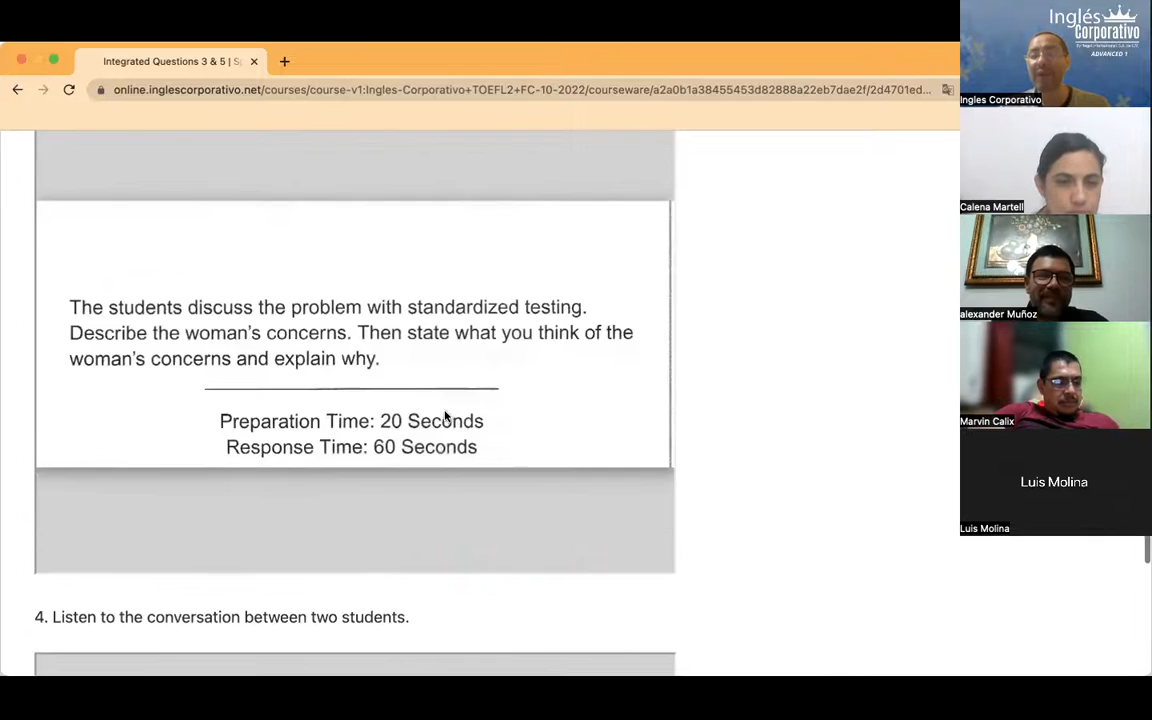 Integrated Questions 3 & 5 | S
online.inglescorporativo.net/courses/course-v1:Ingles-Corporativo+TOEFL2+FC-10-2022/courseware/a2a0b1a38455453d82888a22eb7dae2f/2d4701ed...
The students discuss the problem with standardized testing.
Describe the woman's concerns. Then state what you think of the
woman's concerns and explain why.
Preparation Time: 20 Seconds
Response Time: 60 Seconds
4. Listen to the conversation between two students.
Inglés
Corporativo
ADVANCED 1
Ingles Corporativo
Calena Martell
alexander Muñoz
Marvin Calix
Luis Molina
Luis Molina